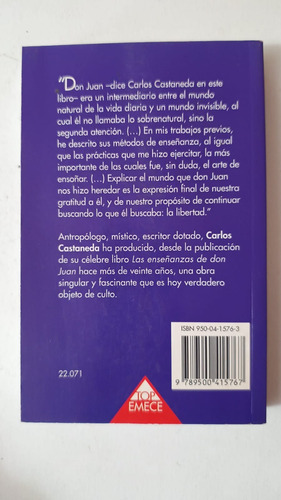 "Don Juan –dice Carlos Castaneda en este
libro– era un intermediario entre el mundo
natural de la vida diaria y un mundo invisible, al
cual él no llamaba lo sobrenatural, sino la
segunda atención. (...) En mis trabajos previos,
he descrito sus métodos de enseñanza, al igual
que las prácticas que me hizo ejercitar, la más
importante de las cuales fue, sin duda, el arte de
ensoñar. (...) Explicar el mundo que don Juan
nos hizo heredar es la expresión final de nuestra
gratitud a él, y de nuestro propósito de continuar
buscando lo que él buscaba: la libertad."
Antropólogo, místico, escritor dotado, Carlos
Castaneda ha producido, desde la publicación
de su célebre libro Las enseñanzas de don
Juan hace más de veinte años, una obra
singular y fascinante que es hoy verdadero
objeto de culto.
ISBN 950-04-1576-3
9 789500 415767
22.071
TOP
EMECE